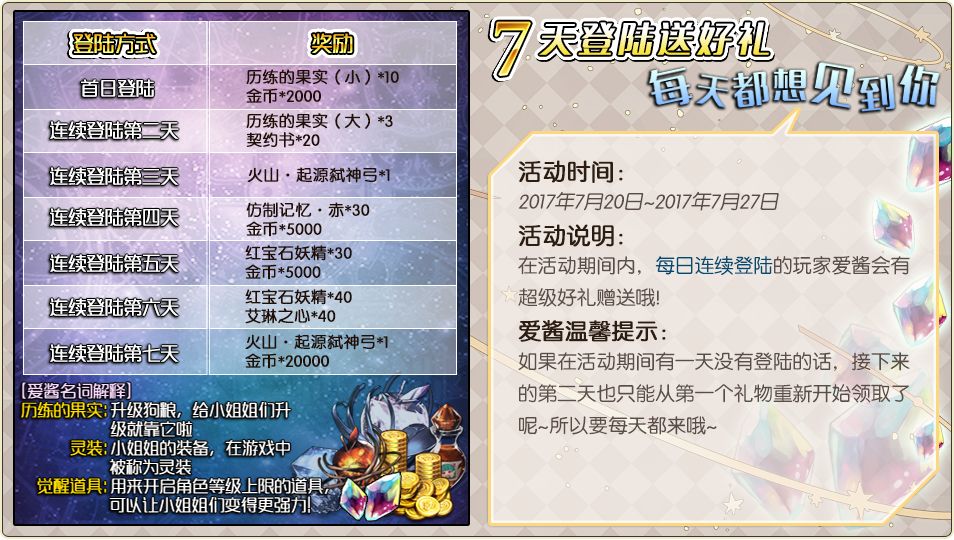 登陆方式 奖励
首日登陆 历练的果实（小）*10
金币*2000
连续登陆第二天 历练的果实（大）*3
契约书*20
连续登陆第三天 火山·起源弑神弓*1
连续登陆第四天 仿制记忆·赤*30
金币*5000
连续登陆第五天 红宝石妖精*30
金币*5000
连续登陆第六天 红宝石妖精*40
艾琳之心*40
连续登陆第七天 火山·起源弑神弓*1
金币*20000
【爱酱名词解释】
历练的果实:升级狗粮，给小姐姐们升
级就靠它啦
灵装:小姐姐的装备，在游戏中
被称为灵装
觉醒道具:用来开启角色等级上限的道具，
可以让小姐姐们变得更强力!
7天登陆送好礼
每天都想见到你
活动时间：
2017年7月20日~2017年7月27日
活动说明：
在活动期间内，每日连续登陆的玩家爱酱会有
超级好礼赠送哦!
爱酱温馨提示：
如果在活动期间有一天没有登陆的话，接下来
的第二天也只能从第一个礼物重新开始领取了
呢~所以要每天都来哦~